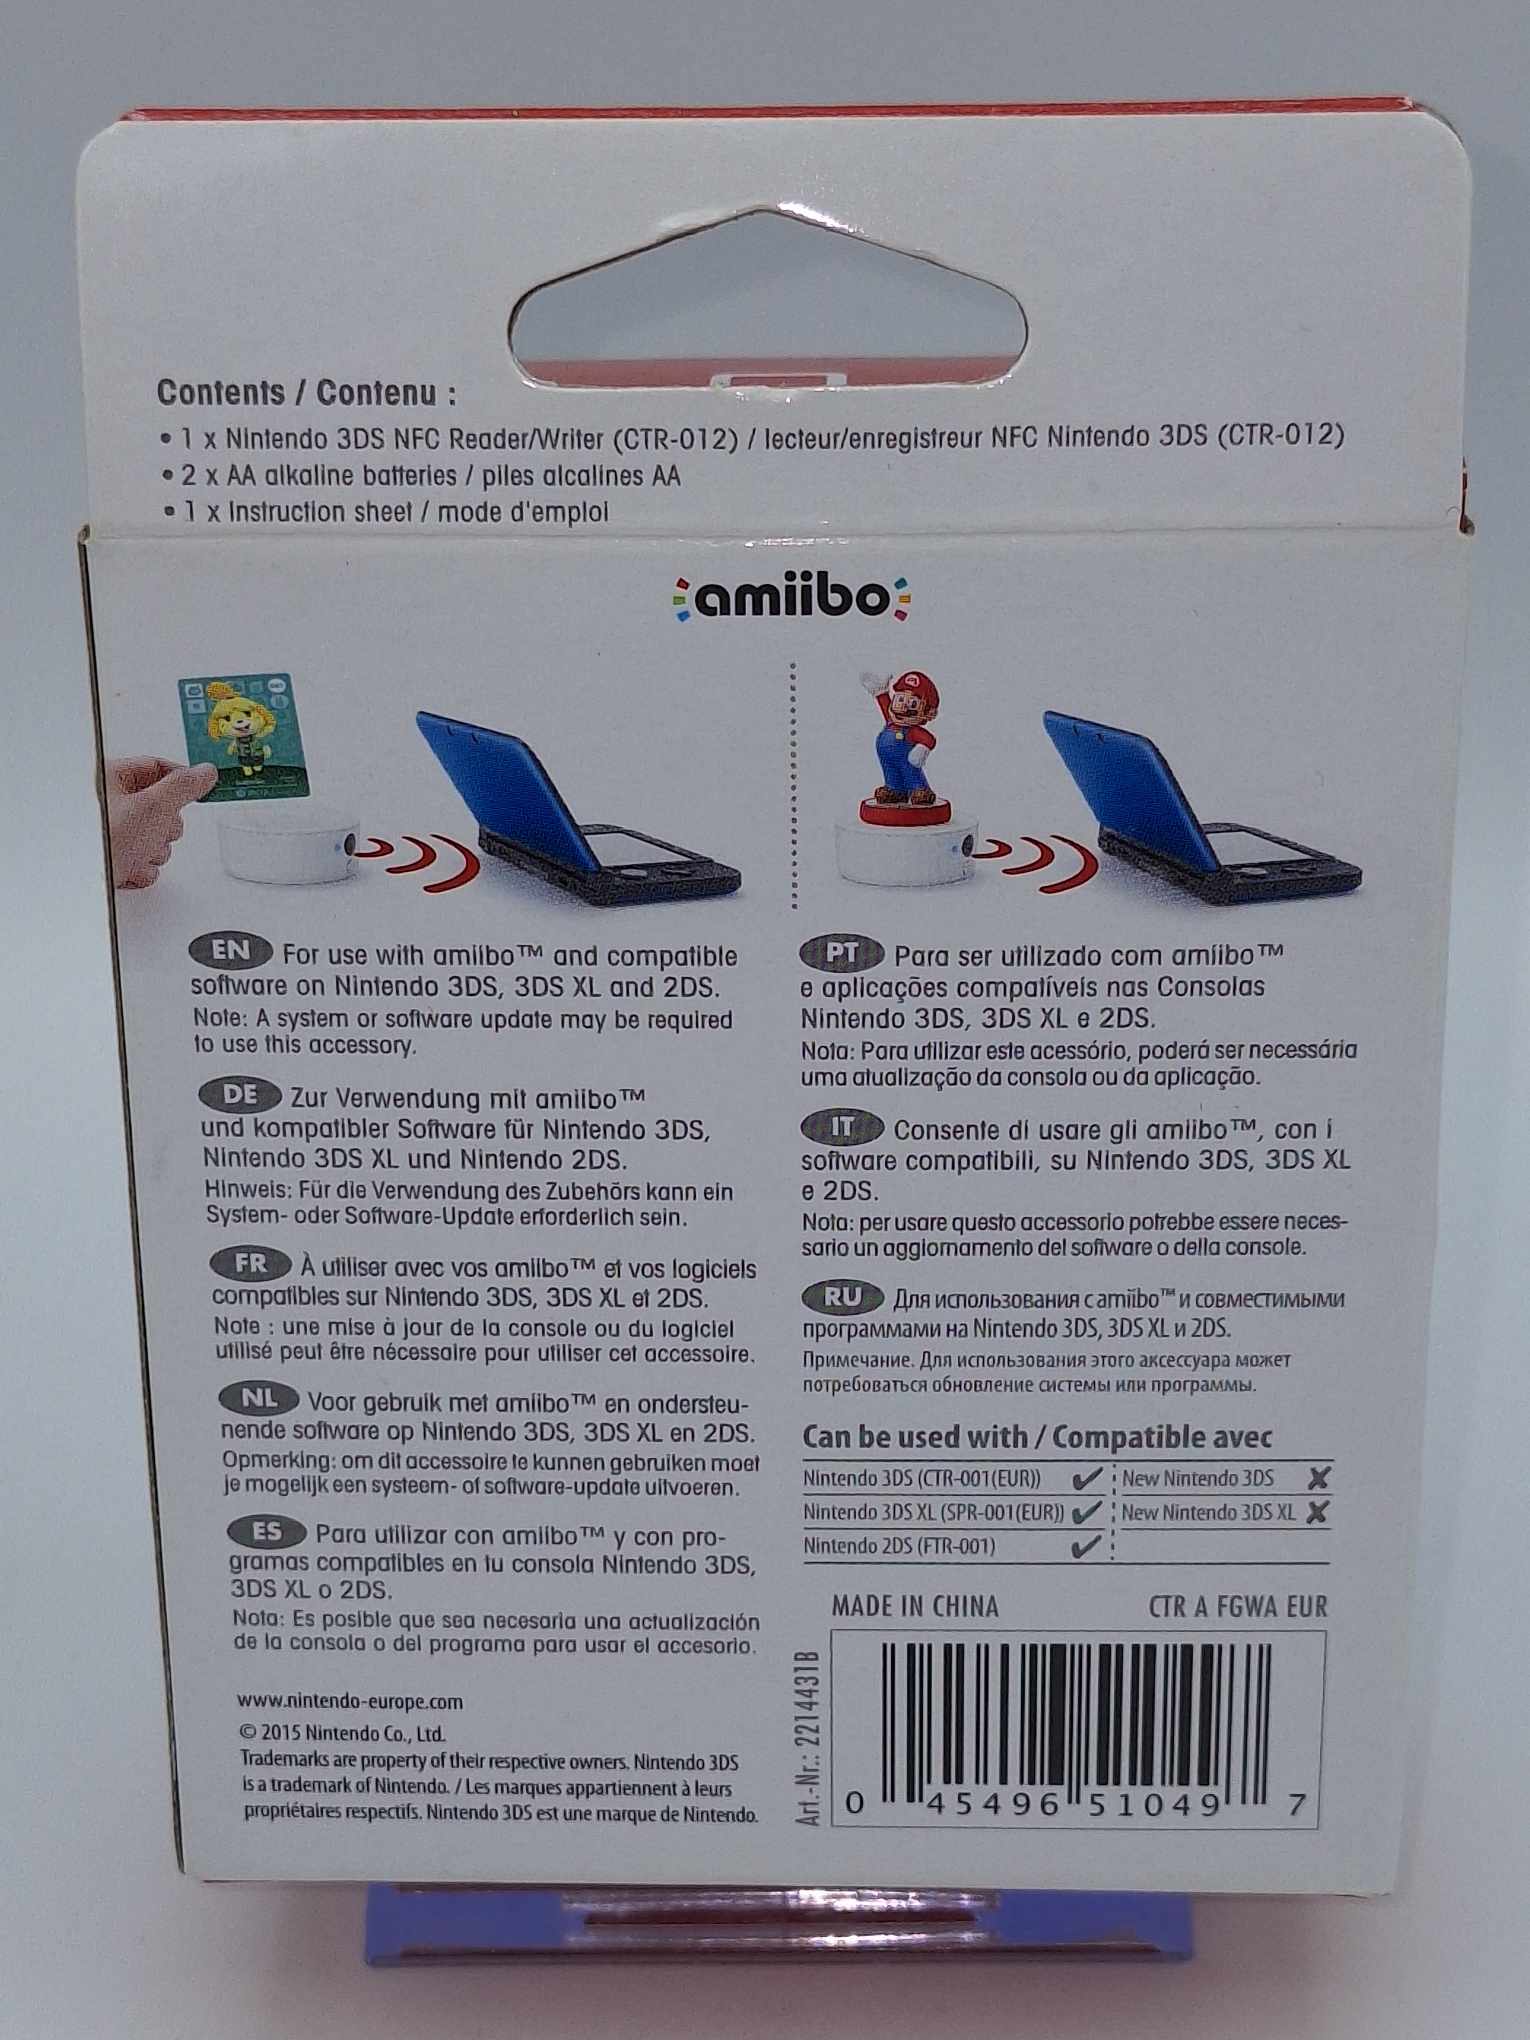 Contents / Contenu :
• 1 x Nintendo 3DS NFC Reader/Writer (CTR-012) / lecteur/enregistreur NFC Nintendo 3DS (CTR-012)
• 2 x AA alkaline batteries / piles alcalines AA
• 1 x Instruction sheet / mode d'emploi
amiibo
EN For use with amiibo™ and compatible
software on Nintendo 3DS, 3DS XL and 2DS.
Note: A system or software update may be required
to use this accessory.
DE Zur Verwendung mit amiibo™
und kompatibler Software für Nintendo 3DS,
Nintendo 3DS XL und Nintendo 2DS.
Hinweis: Für die Verwendung des Zubehörs kann ein
System- oder Software-Update erforderlich sein.
FR À utiliser avec vos amiibo™ et vos logiciels
compatibles sur Nintendo 3DS, 3DS XL et 2DS.
Note : une mise à jour de la console ou du logiciel
utilisé peut être nécessaire pour utiliser cet accessoire.
NL Voor gebruik met amiibo™ en ondersteu-
nende software op Nintendo 3DS, 3DS XL en 2DS.
Opmerking: om dit accessoire te kunnen gebruiken moet
je mogelijk een systeem- of software-update uitvoeren.
ES Para utilizar con amiibo™ y con pro-
gramas compatibles en tu consola Nintendo 3DS,
3DS XL o 2DS.
Nota: Es posible que sea necesaria una actualización
de la consola o del programa para usar el accesorio.
www.nintendo-europe.com
© 2015 Nintendo Co., Ltd.
Trademarks are property of their respective owners. Nintendo 3DS
is a trademark of Nintendo. / Les marques appartiennent à leurs
propriétaires respectifs. Nintendo 3DS est une marque de Nintendo.
PT Para ser utilizado com amiibo™
e aplicações compatíveis nas Consolas
Nintendo 3DS, 3DS XL e 2DS.
Nota: Para utilizar este acessório, poderá ser necessária
uma atualização da consola ou da aplicação.
IT Consente di usare gli amiibo™, con i
software compatibili, su Nintendo 3DS, 3DS XL
e 2DS.
Nota: per usare questo accessorio potrebbe essere neces-
sario un aggiornamento del software o della console.
RU Для использования с amiibo™ и совместимыми
программами на Nintendo 3DS, 3DS XL и 2DS.
Примечание. Для использования этого аксессуара может
потребоваться обновление системы или программы.
Can be used with / Compatible avec
Nintendo 3DS (CTR-001(EUR)) ✔ New Nintendo 3DS ✘
Nintendo 3DS XL (SPR-001(EUR)) ✔ New Nintendo 3DS XL ✘
Nintendo 2DS (FTR-001) ✔
MADE IN CHINA CTR A FGWA EUR
Art.-Nr.: 2214431B
0 45496 51049 7